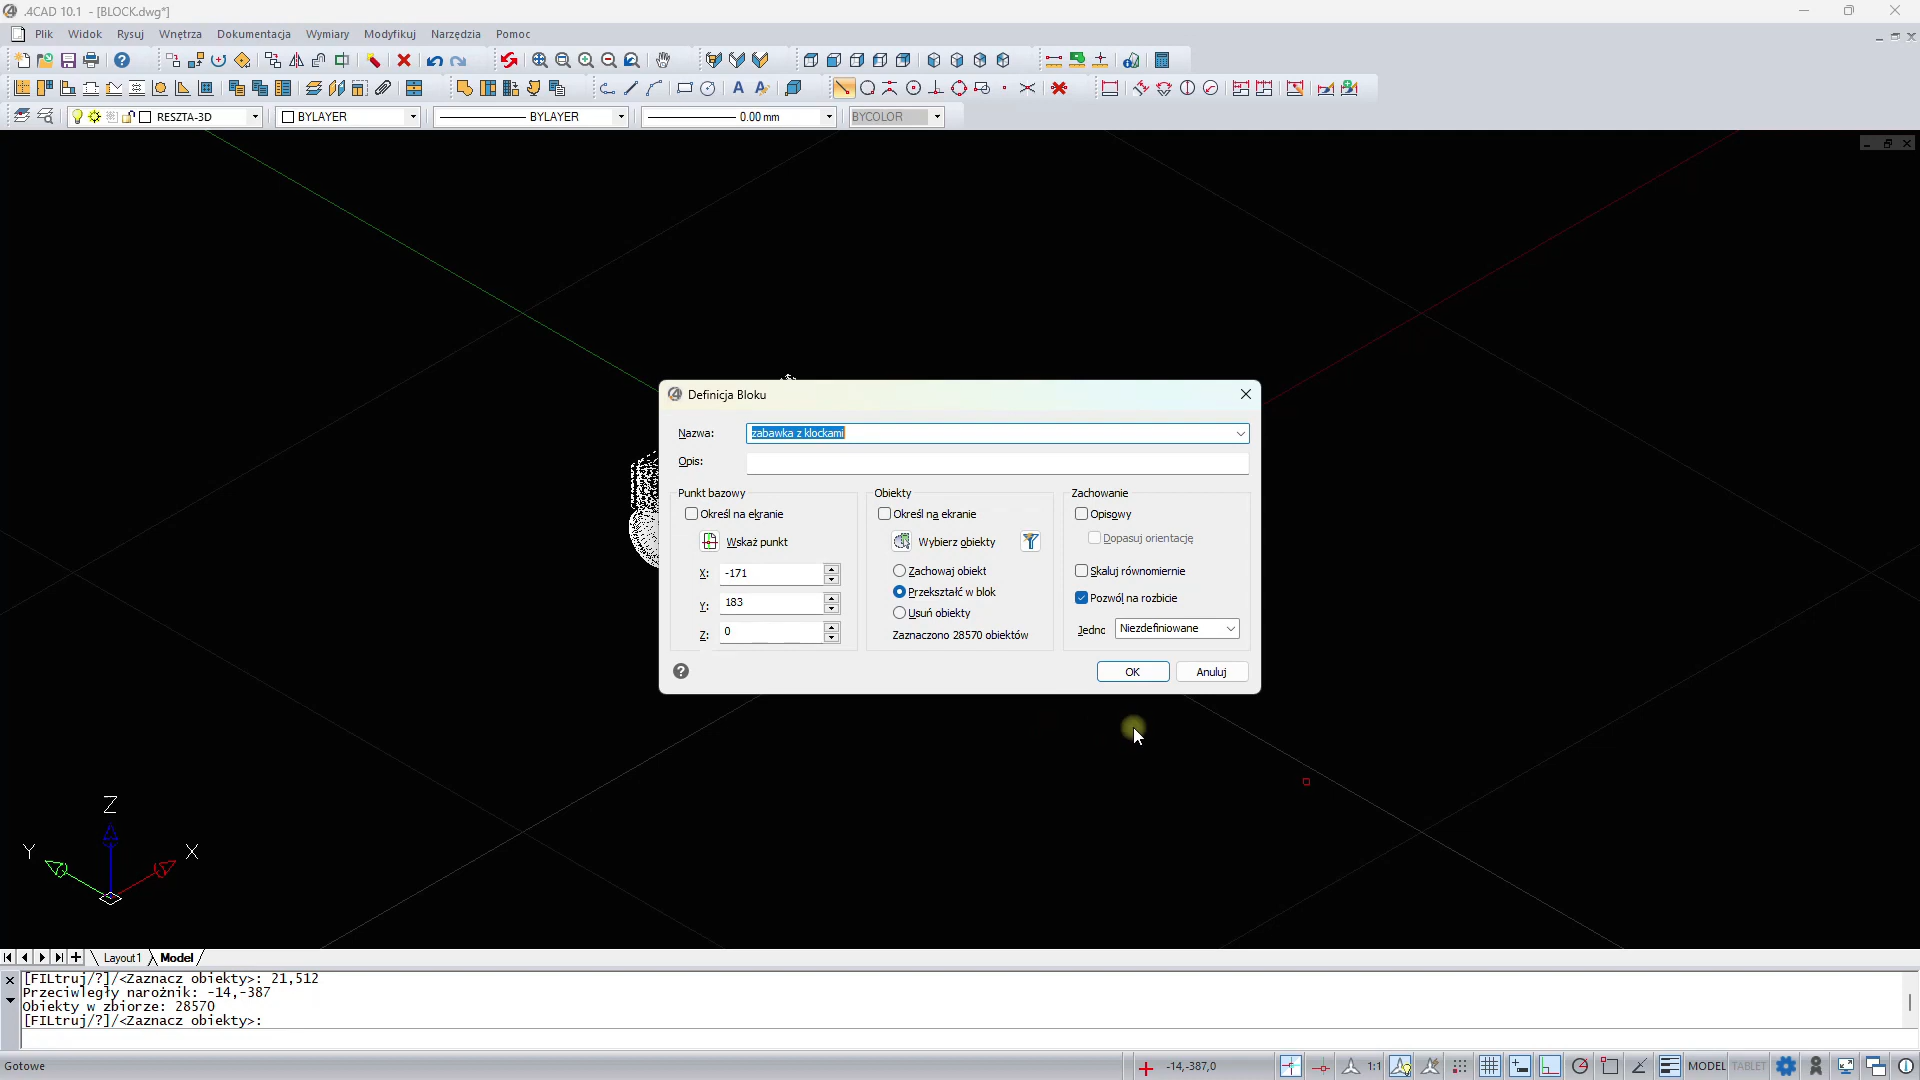 .4CAD 10.1 - [BLOCK.dwg*]
Plik Widok Rysuj Wnętrza Dokumentacja Wymiary Modyfikuj Narzędzia Pomoc
RESZTA-3D BYLAYER BYLAYER 0.00 mm BYCOLOR
Definicja Bloku
Nazwa: zabawka z klockami
Opis:
Punkt bazowy
Określ na ekranie
Wskaż punkt
X: -171
Y: 183
Z: 0
Obiekty
Określ na ekranie
Wybierz obiekty
Zachowaj obiekt
Przekształć w blok
Usuń obiekty
Zaznaczono 28570 obiektów
Zachowanie
Opisowy
Dopasuj orientację
Skaluj równomiernie
Pozwól na rozbicie
Jedno Niezdefiniowane
OK Anuluj
Z
Y
X
Layout1 Model
[FILtruj/?]/<Zaznacz obiekty>: 21,512
Przeciwległy narożnik: -14,-387
Obiekty w zbiorze: 28570
[FILtruj/?]/<Zaznacz obiekty>:
Gotowe
-14,-387,0
1:1
MODEL TABLET